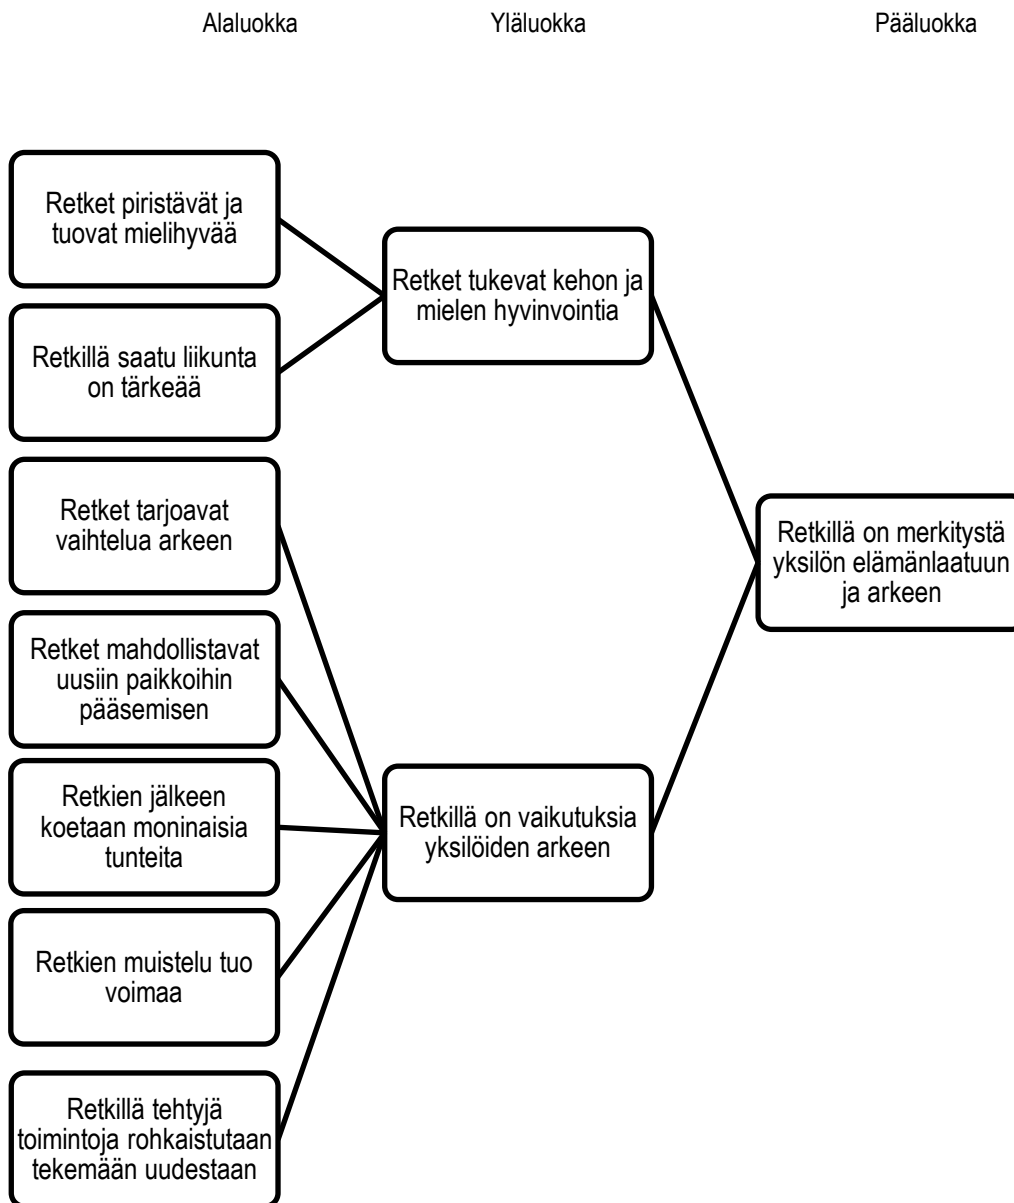 Alaluokka
Yläluokka
Pääluokka
Retket piristävät ja
tuovat mielihyvää
Retkillä saatu liikunta
on tärkeää
Retket tarjoavat
vaihtelua arkeen
Retket mahdollistavat
uusiin paikkoihin
pääsemisen
Retkien jälkeen
koetaan moninaisia
tunteita
Retkien muistelu tuo
voimaa
Retkillä tehtyjä
toimintoja rohkaistutaan
tekemään uudestaan
Retket tukevat kehon ja
mielen hyvinvointia
Retkillä on vaikutuksia
yksilöiden arkeen
Retkillä on merkitystä
yksilön elämänlaatuun
ja arkeen